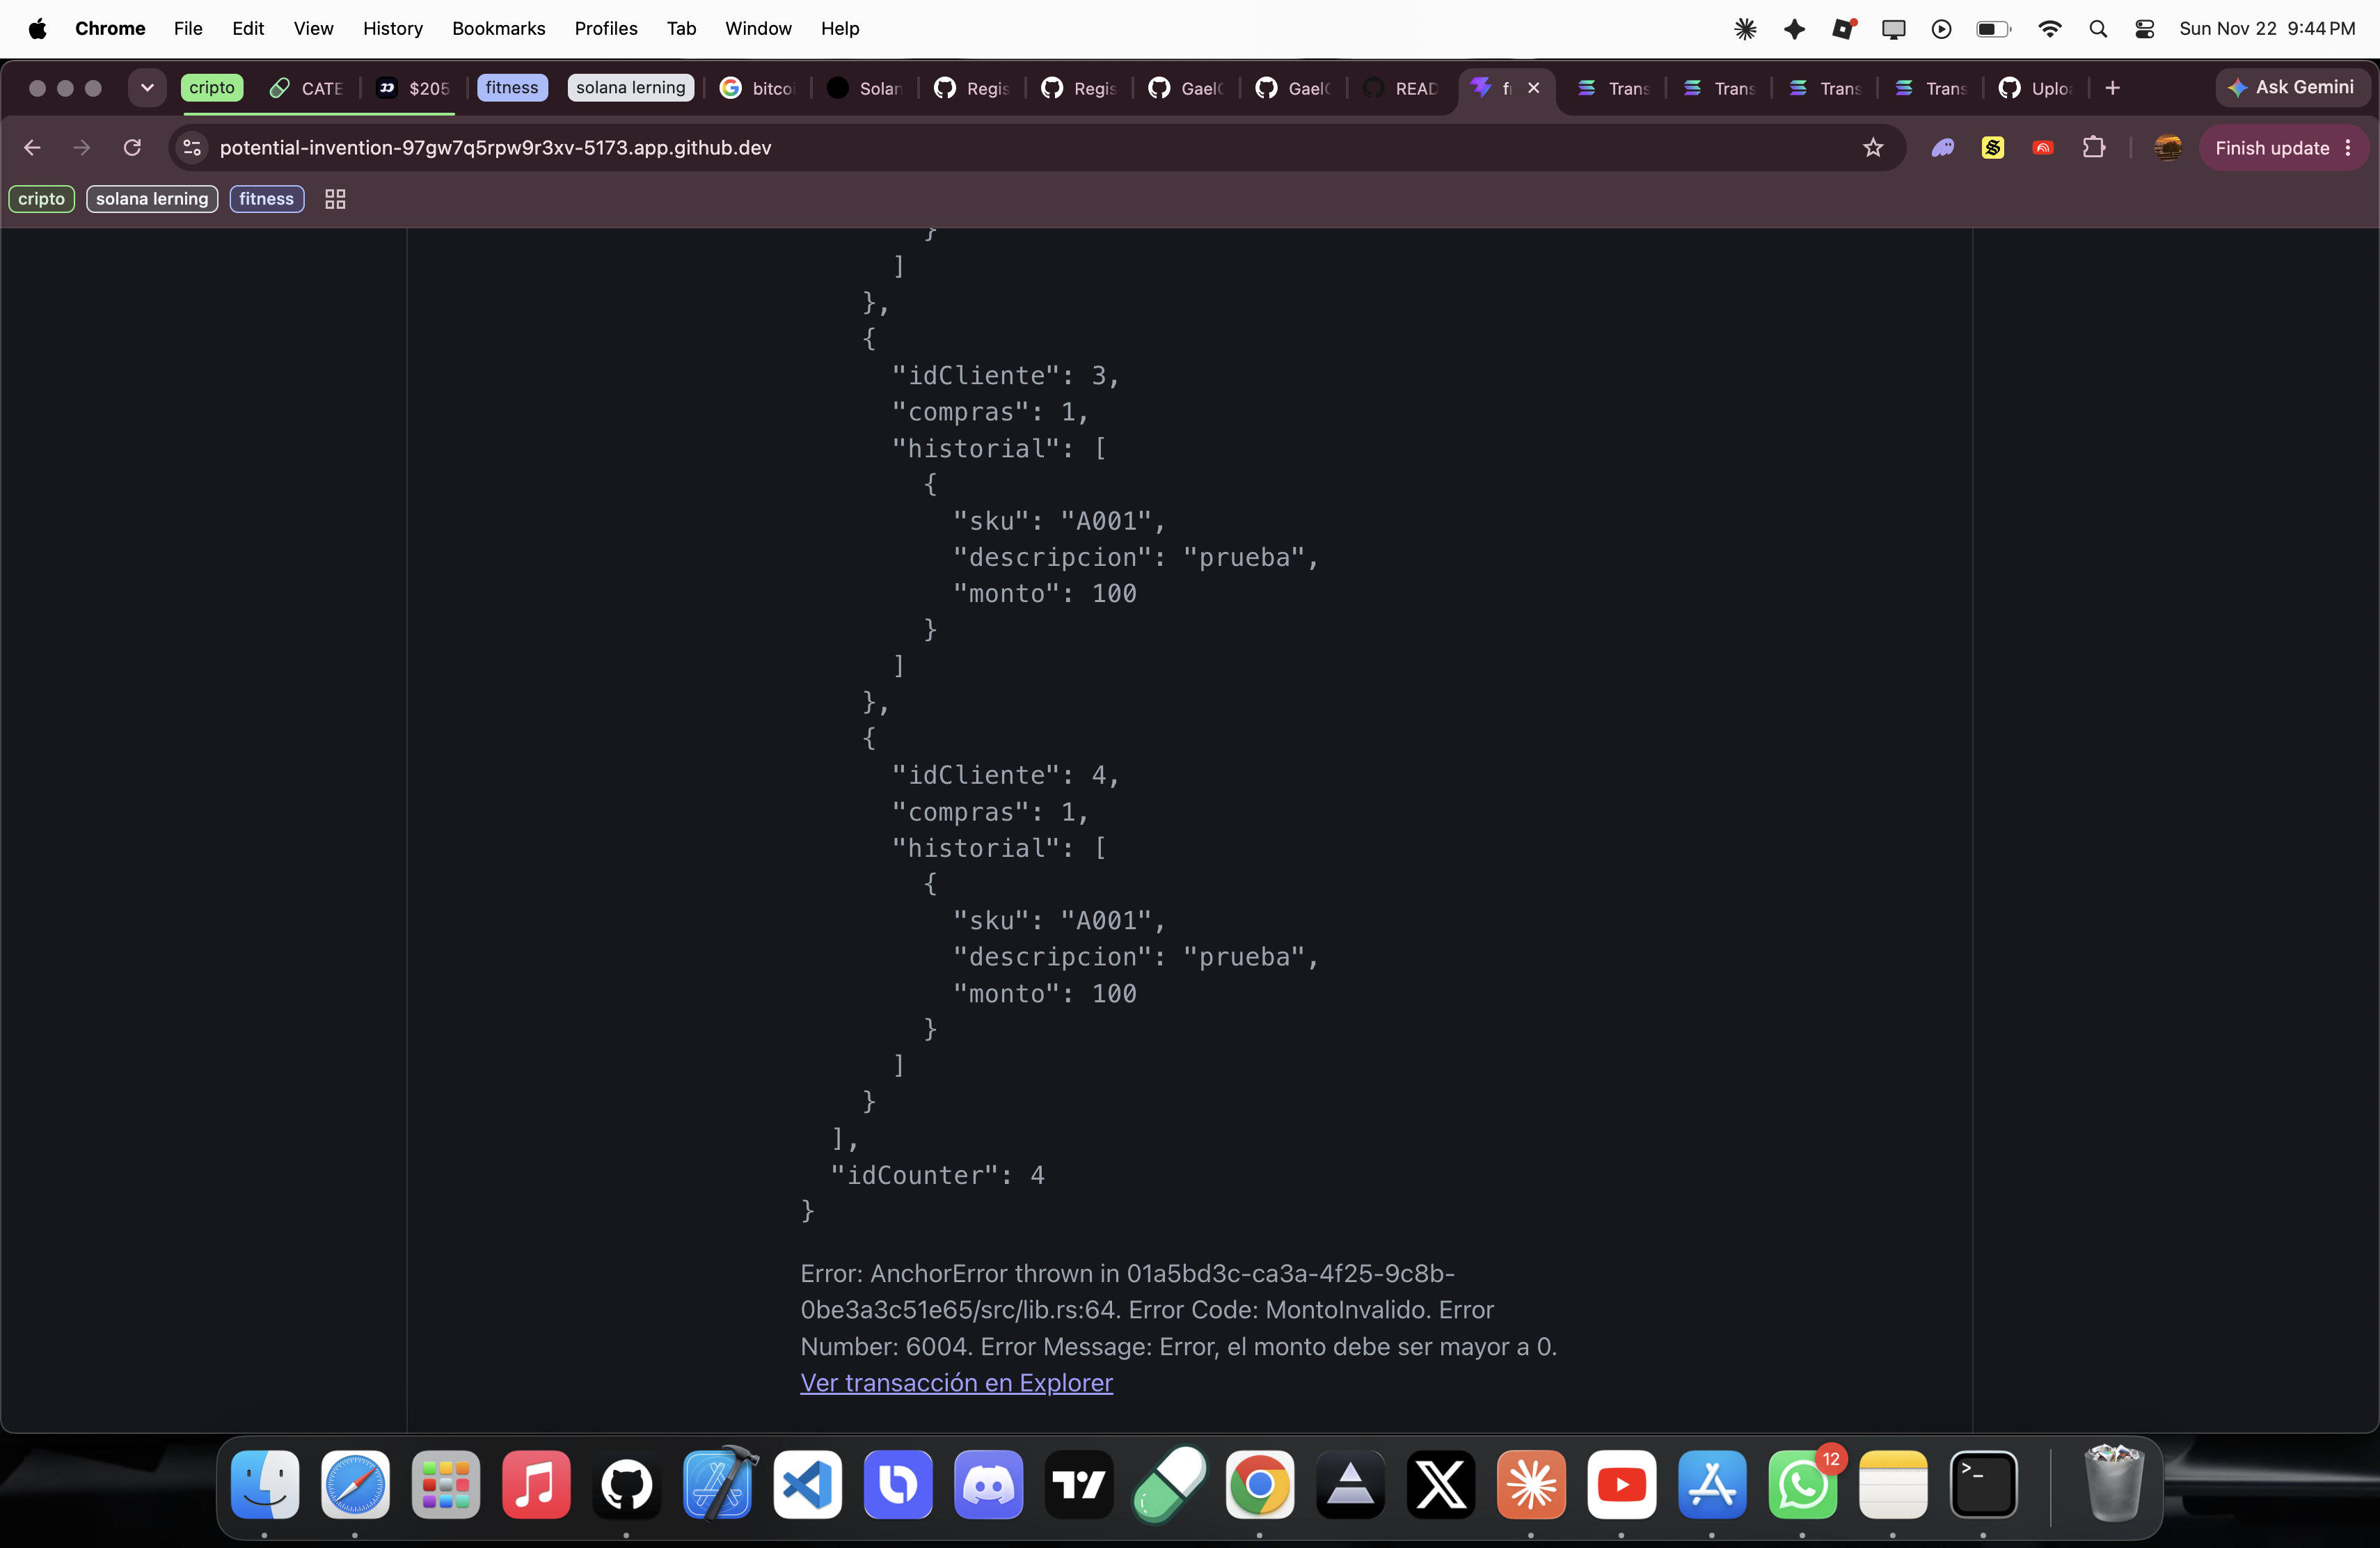 Chrome File Edit View History Bookmarks Profiles Tab Window Help Sun Nov 22 9:44 PM
cripto CATE $205 fitness solana lerning bitcoi Solan Regis Regis GaelC GaelC READ f Trans Trans Trans Trans Uploa Ask Gemini
potential-invention-97gw7q5rpw9r3xv-5173.app.github.dev Finish update
cripto solana lerning fitness
}
]
},
{
"idCliente": 3,
"compras": 1,
"historial": [
{
"sku": "A001",
"descripcion": "prueba",
"monto": 100
}
]
},
{
"idCliente": 4,
"compras": 1,
"historial": [
{
"sku": "A001",
"descripcion": "prueba",
"monto": 100
}
]
}
],
"idCounter": 4
}
Error: AnchorError thrown in 01a5bd3c-ca3a-4f25-9c8b-
0be3a3c51e65/src/lib.rs:64. Error Code: MontoInvalido. Error
Number: 6004. Error Message: Error, el monto debe ser mayor a 0.
Ver transacción en Explorer
12